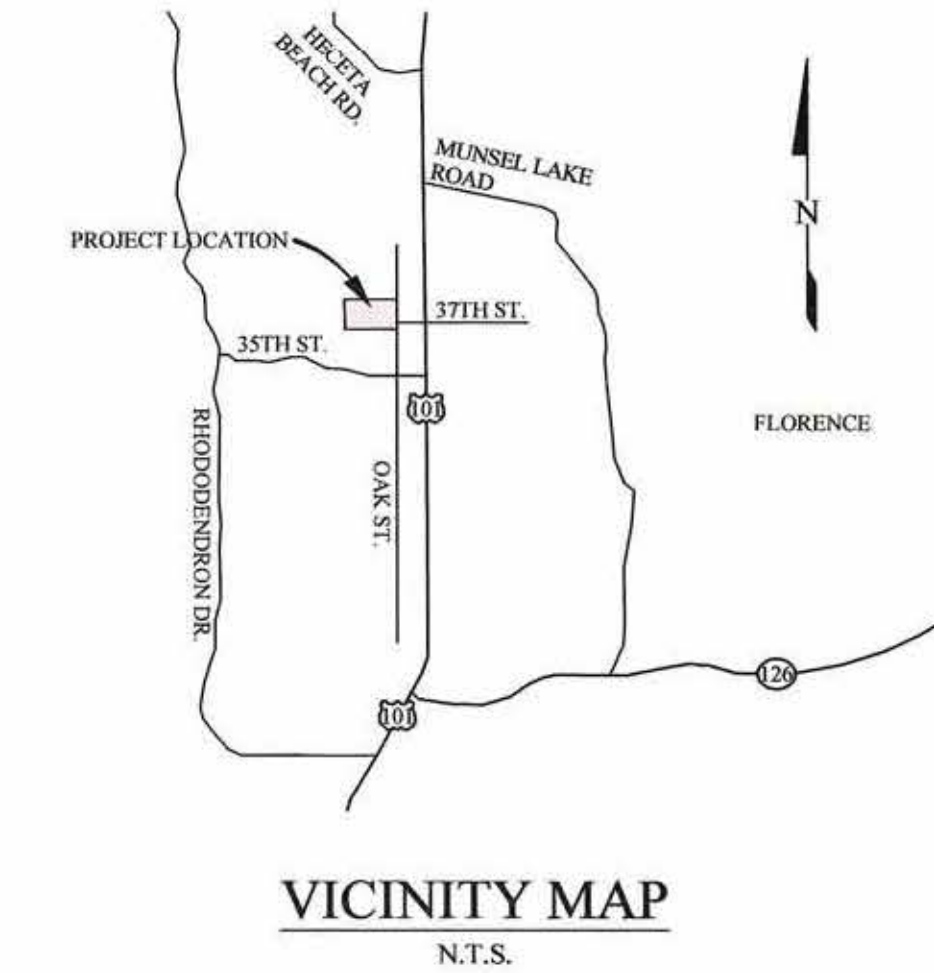 HECETA
BEACH RD.
MUNSEL LAKE
ROAD
N
PROJECT LOCATION
37TH ST.
35TH ST.
101
FLORENCE
RHODODENDRON DR.
OAK ST.
126
101
VICINITY MAP
N.T.S.